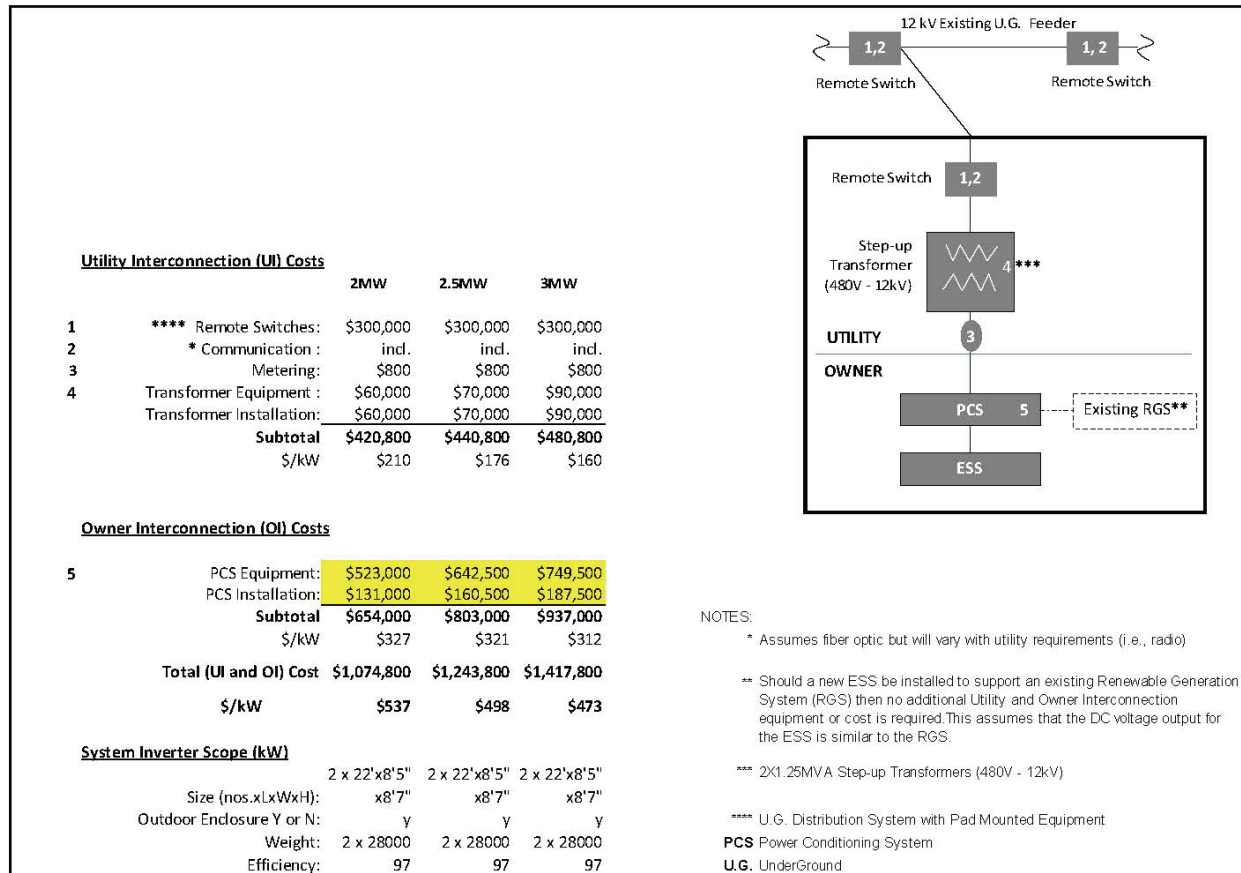 12 kV Existing U.G. Feeder
1,2
1, 2
Remote Switch
Remote Switch
Remote Switch
1,2
Step-up
Transformer
(480V - 12kV)
4 ***
UTILITY
3
OWNER
PCS 5
Existing RGS**
ESS
Utility Interconnection (UI) Costs
2MW 2.5MW 3MW
1 **** Remote Switches: $300,000 $300,000 $300,000
2 * Communication : incl. incl. incl.
3 Metering: $800 $800 $800
4 Transformer Equipment : $60,000 $70,000 $90,000
Transformer Installation: $60,000 $70,000 $90,000
Subtotal $420,800 $440,800 $480,800
$/kW $210 $176 $160
Owner Interconnection (OI) Costs
5 PCS Equipment: $523,000 $642,500 $749,500
PCS Installation: $131,000 $160,500 $187,500
Subtotal $654,000 $803,000 $937,000
$/kW $327 $321 $312
Total (UI and OI) Cost $1,074,800 $1,243,800 $1,417,800
$/kW $537 $498 $473
System Inverter Scope (kW)
2 x 22'x8'5" 2 x 22'x8'5" 2 x 22'x8'5"
Size (nos.xLxWxH): x8'7" x8'7" x8'7"
Outdoor Enclosure Y or N: y y y
Weight: 2 x 28000 2 x 28000 2 x 28000
Efficiency: 97 97 97
NOTES:
* Assumes fiber optic but will vary with utility requirements (i.e., radio)
** Should a new ESS be installed to support an existing Renewable Generation
System (RGS) then no additional Utility and Owner Interconnection
equipment or cost is required.This assumes that the DC voltage output for
the ESS is similar to the RGS.
*** 2X1.25MVA Step-up Transformers (480V - 12kV)
**** U.G. Distribution System with Pad Mounted Equipment
PCS Power Conditioning System
U.G. UnderGround